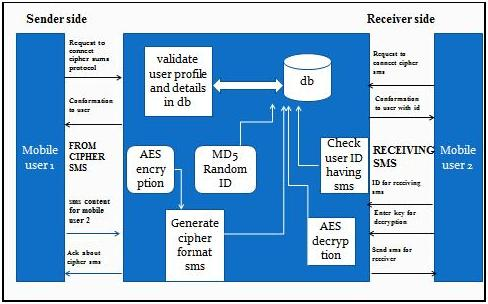 Sender side
Receiver side
Request to
connect
cipher sums
protocol
Conformation
to user
FROM
CIPHER
SMS
sms content
for mobile
user 2
Ack about
cipher sms
Mobile
user 1
validate
user profile
and details
in db
db
AES
encry
ption
MD5
Random
ID
Check
user ID
having
sms
Generate
cipher
format
sms
AES
decryp
tion
Request to
connect cipher
sms
Conformation
to user with id
RECEIVING
SMS
ID for receiving
sms
Enter key for
decryption
Send sms for
receiver
Mobile
user 2